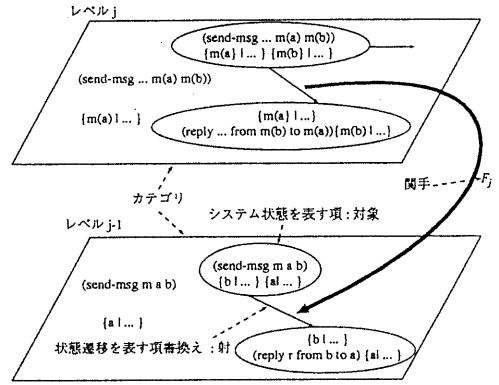 レベル j
(send-msg ... m(a) m(b))
{m(a} | ...} {m(b} | ...}
(send-msg ... m(a) m(b))
{m(a) | ...}
{m(a} | ...}
(reply ... from m(b) to m(a)){m(b) | ...}
関手
Fj
カテゴリ
システム状態を表す項 : 対象
レベル j-1
(send-msg m a b)
{b | ... } {a| ... }
(send-msg m a b)
{a | ... }
{b | ... }
(reply r from b to a) {a| ... }
状態遷移を表す項書換え : 射